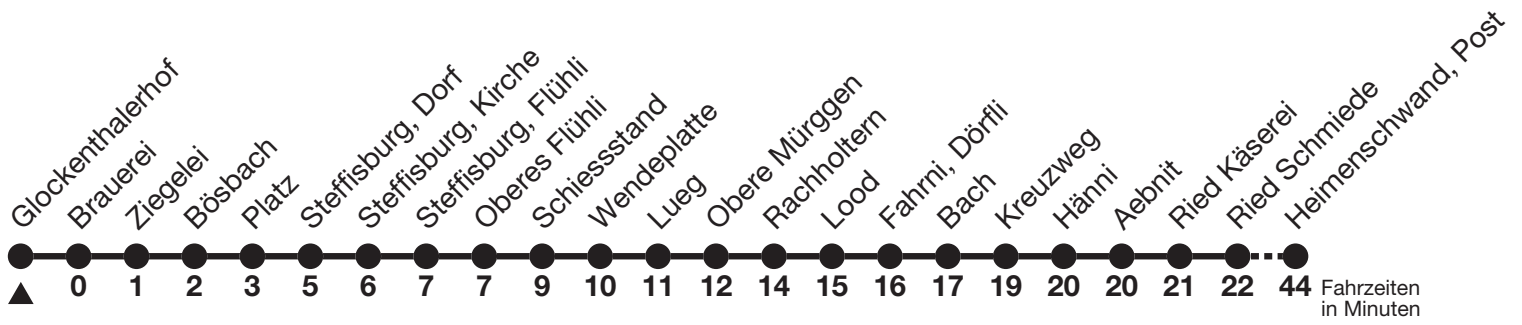 Glockenthalerhof
Brauerei
Ziegelei
Bösbach
Platz
Steffisburg, Dorf
Steffisburg, Kirche
Steffisburg, Flühli
Oberes Flühli
Schiessstand
Wendeplatte
Lueg
Obere Mürggen
Rachholtern
Lood
Fahrni, Dörfli
Bach
Kreuzweg
Hänni
Aebnit
Ried Käserei
Ried Schmiede
Heimenschwand, Post
0 1 2 3 5 6 7 7 9 10 11 12 14 15 16 17 19 20 20 21 22 44
Fahrzeiten
in Minuten